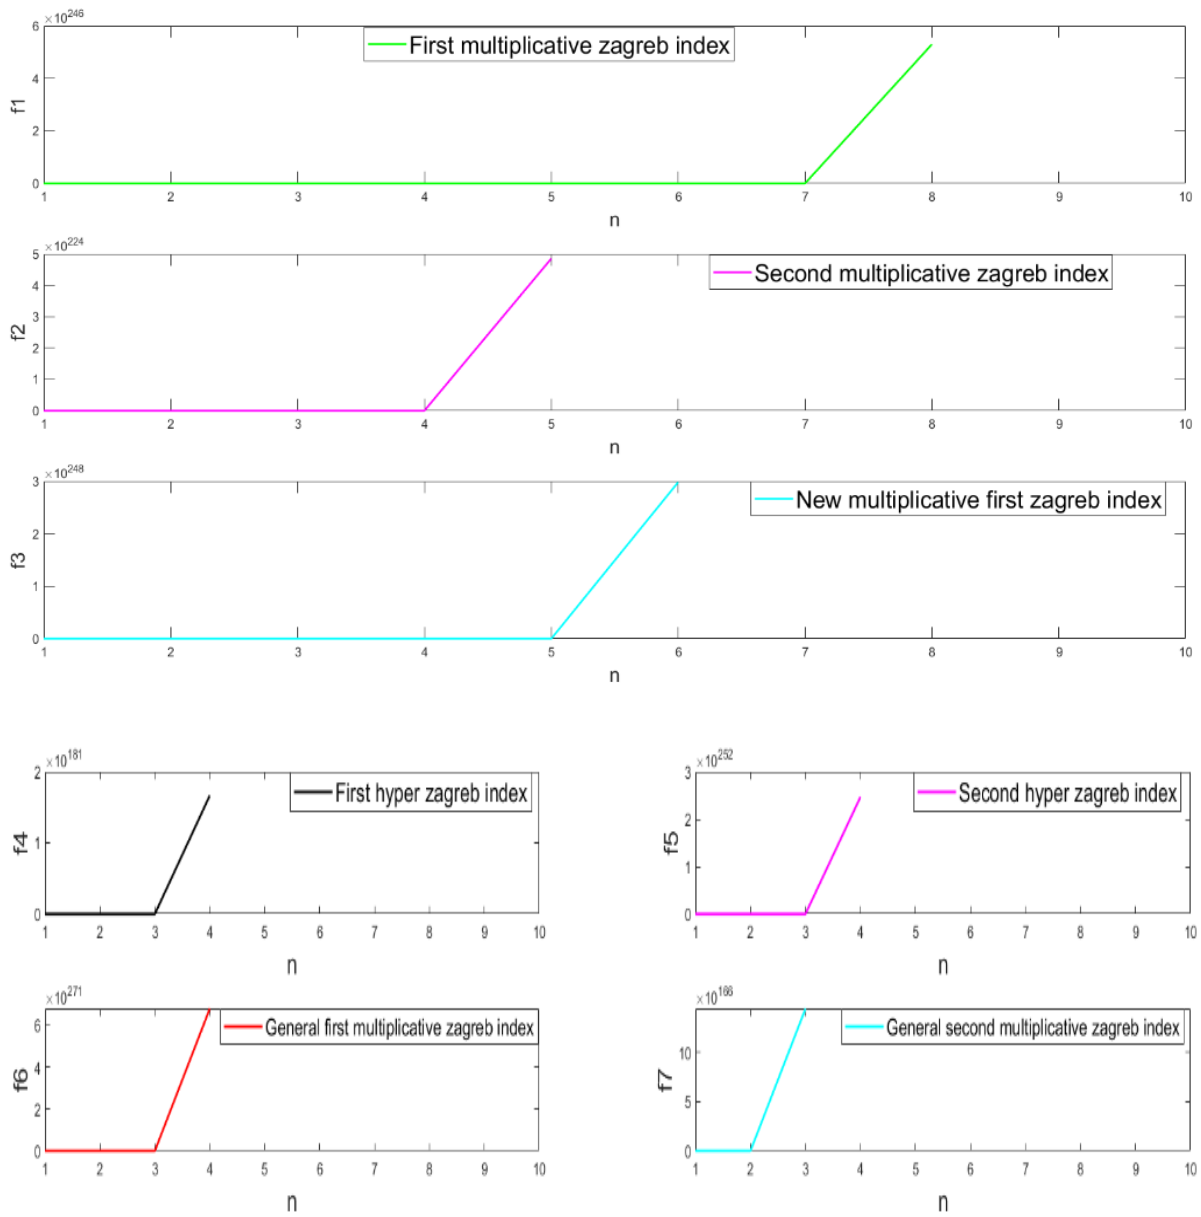 ×10^246
First multiplicative zagreb index
6
4
2
0
f1
1 2 3 4 5 6 7 8 9 10
n
×10^224
Second multiplicative zagreb index
5
4
3
2
1
0
f2
1 2 3 4 5 6 7 8 9 10
n
×10^248
New multiplicative first zagreb index
3
2
1
0
f3
1 2 3 4 5 6 7 8 9 10
n
×10^181
First hyper zagreb index
2
1
0
f4
1 2 3 4 5 6 7 8 9 10
n
×10^252
Second hyper zagreb index
3
2
1
0
f5
1 2 3 4 5 6 7 8 9 10
n
×10^271
General first multiplicative zagreb index
6
4
2
0
f6
1 2 3 4 5 6 7 8 9 10
n
×10^166
General second multiplicative zagreb index
10
5
0
f7
1 2 3 4 5 6 7 8 9 10
n